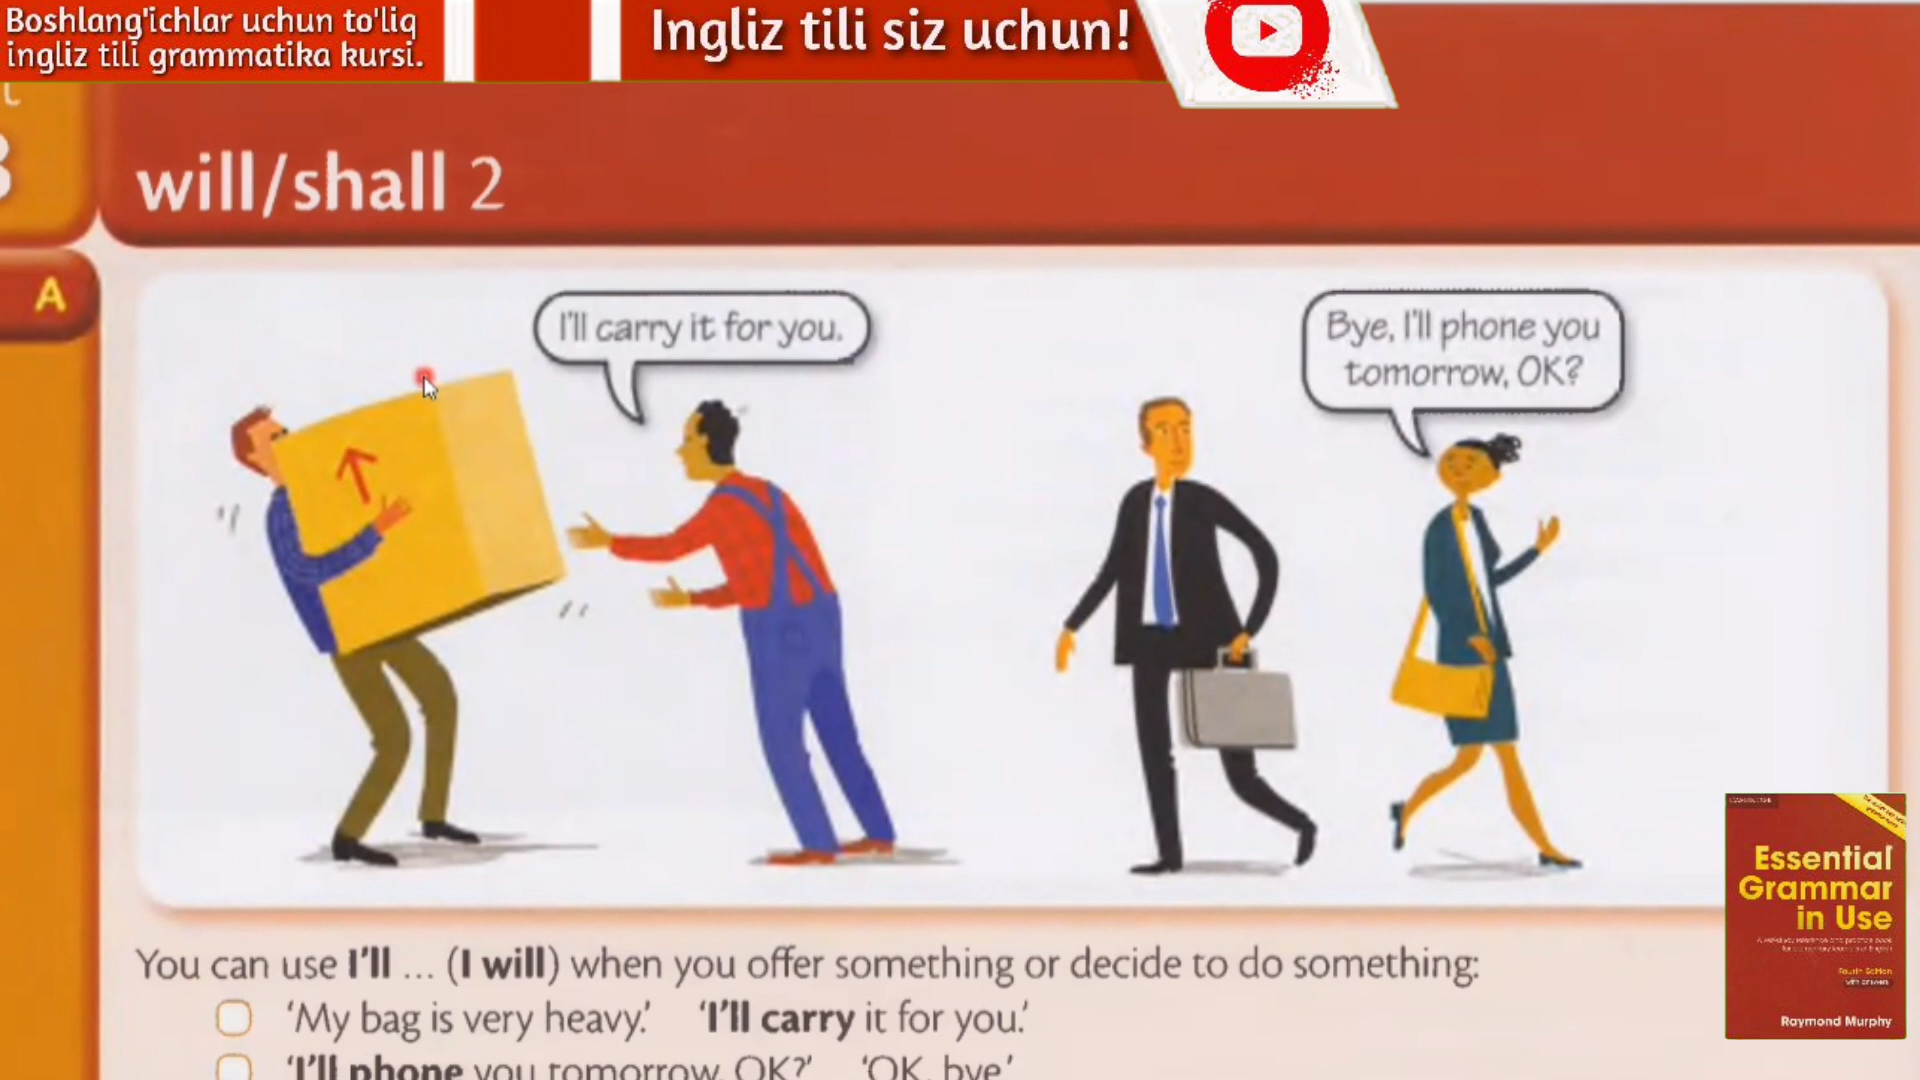 Boshlang'ichlar uchun to'liq
ingliz tili grammatika kursi.
Ingliz tili siz uchun!
will/shall 2
A
I'll carry it for you.
Bye, I'll phone you
tomorrow, OK?
You can use I'll ... (I will) when you offer something or decide to do something:
'My bag is very heavy.' 'I'll carry it for you.'
'I'll phone you tomorrow, OK?' 'OK, bye.'
Essential
Grammar
in Use
Fourth Edition
Raymond Murphy